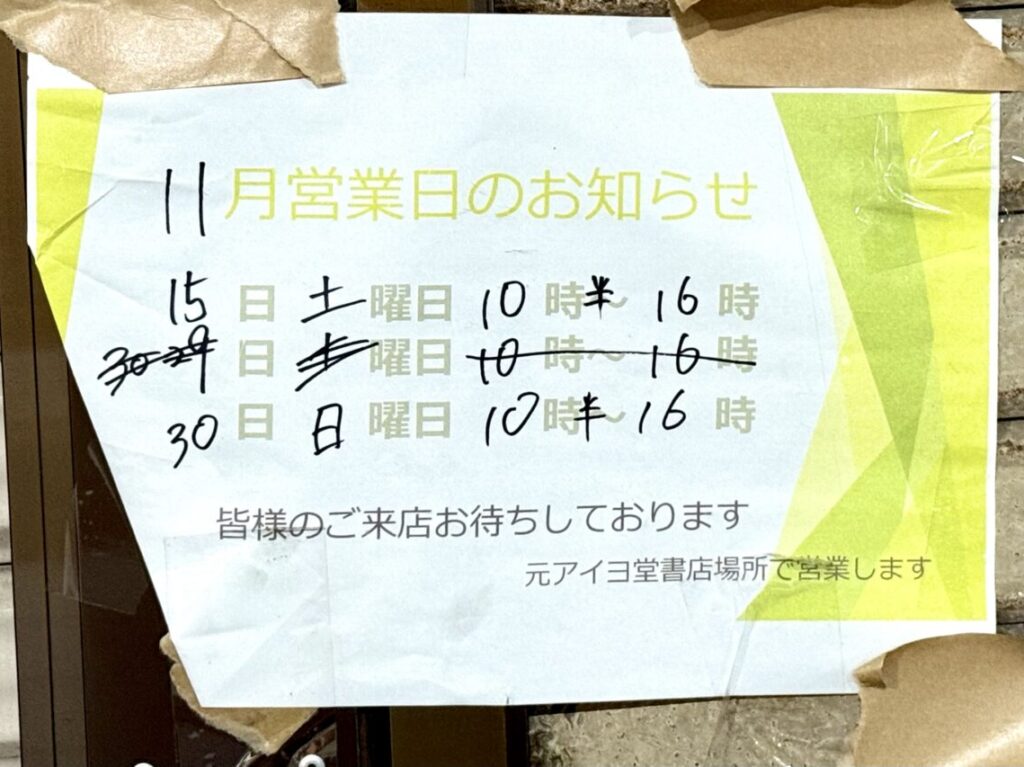 11月営業日のお知らせ
15日 土曜日 10時半~16時
日 曜日 10時~16時
30日 日曜日 10時半~16時
皆様のご来店お待ちしております
元アイヨ堂書店場所で営業します